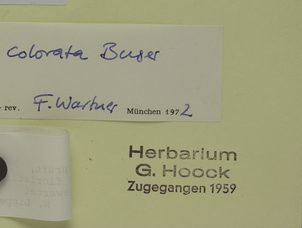 colorata Buser
rev. F. Wartner München 1972
Herbarium
G. Hoock
Zugegangen 1959